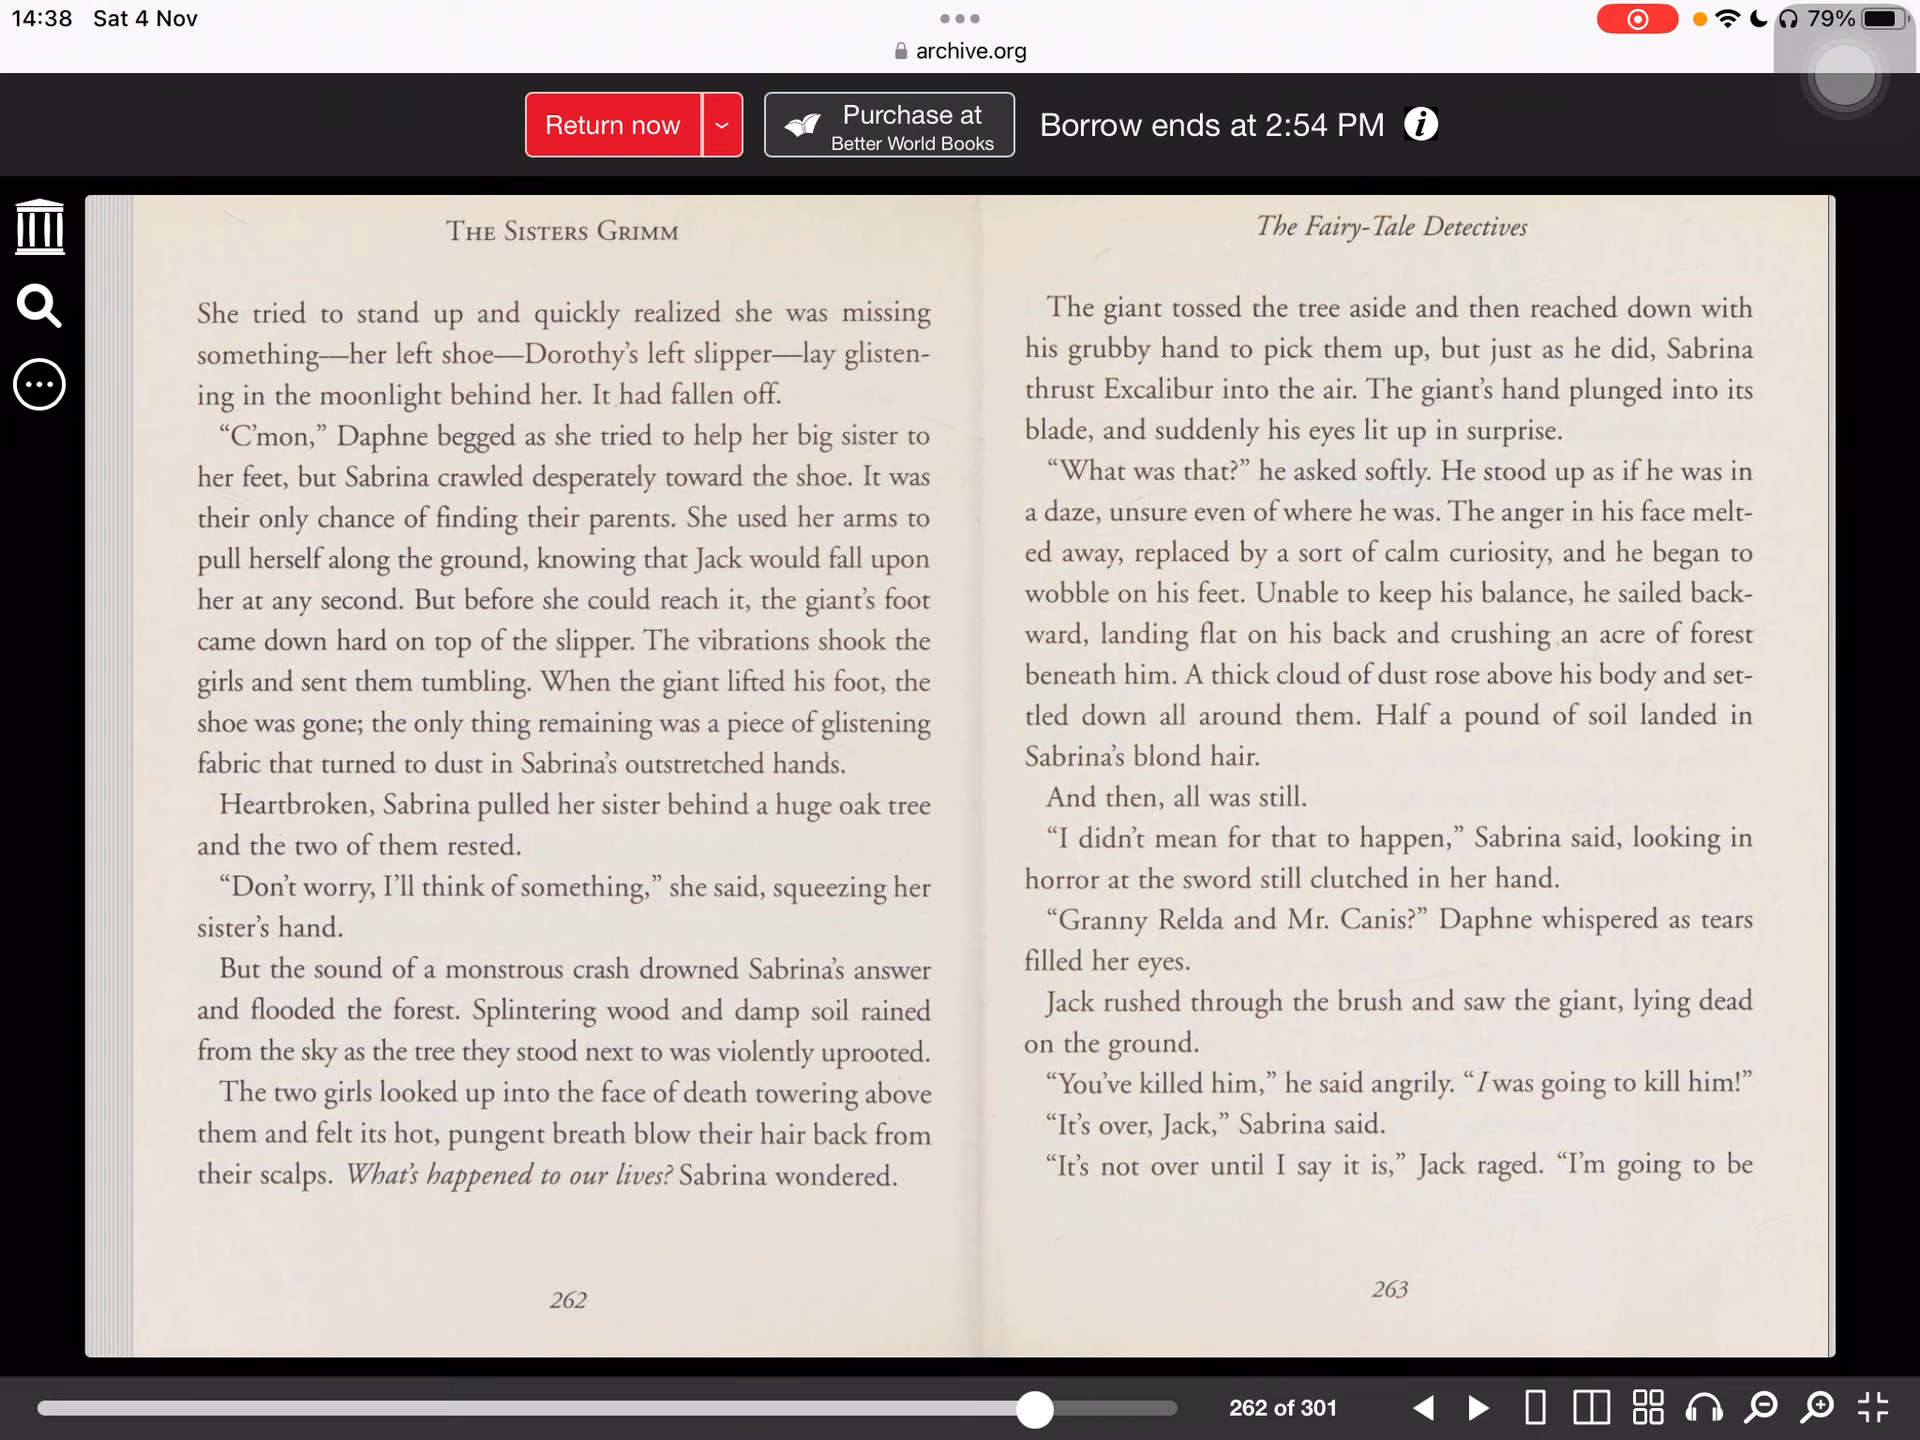 14:38 Sat 4 Nov
79%
archive.org
Return now
Purchase at
Better World Books
Borrow ends at 2:54 PM
The Sisters Grimm
She tried to stand up and quickly realized she was missing
something—her left shoe—Dorothy’s left slipper—lay glisten-
ing in the moonlight behind her. It had fallen off.
“C’mon,” Daphne begged as she tried to help her big sister to
her feet, but Sabrina crawled desperately toward the shoe. It was
their only chance of finding their parents. She used her arms to
pull herself along the ground, knowing that Jack would fall upon
her at any second. But before she could reach it, the giant’s foot
came down hard on top of the slipper. The vibrations shook the
girls and sent them tumbling. When the giant lifted his foot, the
shoe was gone; the only thing remaining was a piece of glistening
fabric that turned to dust in Sabrina’s outstretched hands.
Heartbroken, Sabrina pulled her sister behind a huge oak tree
and the two of them rested.
“Don’t worry, I’ll think of something,” she said, squeezing her
sister’s hand.
But the sound of a monstrous crash drowned Sabrina’s answer
and flooded the forest. Splintering wood and damp soil rained
from the sky as the tree they stood next to was violently uprooted.
The two girls looked up into the face of death towering above
them and felt its hot, pungent breath blow their hair back from
their scalps. What’s happened to our lives? Sabrina wondered.
262
The Fairy-Tale Detectives
The giant tossed the tree aside and then reached down with
his grubby hand to pick them up, but just as he did, Sabrina
thrust Excalibur into the air. The giant’s hand plunged into its
blade, and suddenly his eyes lit up in surprise.
“What was that?” he asked softly. He stood up as if he was in
a daze, unsure even of where he was. The anger in his face melt-
ed away, replaced by a sort of calm curiosity, and he began to
wobble on his feet. Unable to keep his balance, he sailed back-
ward, landing flat on his back and crushing an acre of forest
beneath him. A thick cloud of dust rose above his body and set-
tled down all around them. Half a pound of soil landed in
Sabrina’s blond hair.
And then, all was still.
“I didn’t mean for that to happen,” Sabrina said, looking in
horror at the sword still clutched in her hand.
“Granny Relda and Mr. Canis?” Daphne whispered as tears
filled her eyes.
Jack rushed through the brush and saw the giant, lying dead
on the ground.
“You’ve killed him,” he said angrily. “I was going to kill him!”
“It’s over, Jack,” Sabrina said.
“It’s not over until I say it is,” Jack raged. “I’m going to be
263
262 of 301